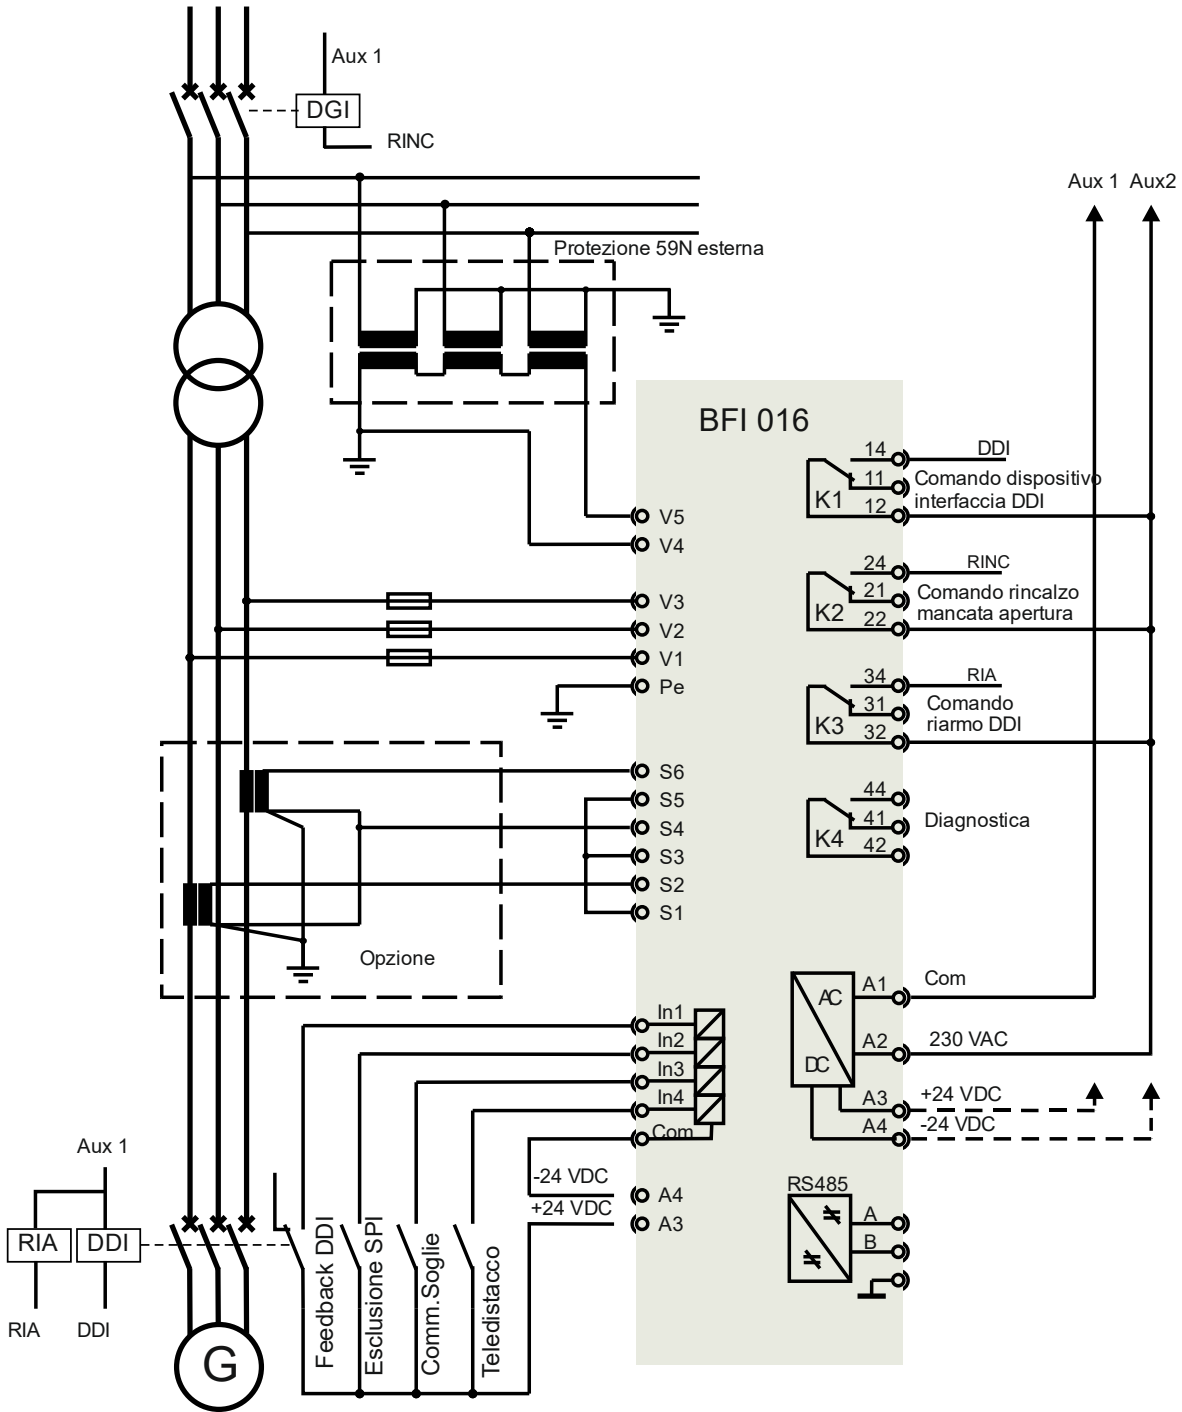 Aux 1
DGI
RINC
Aux 1 Aux2
Protezione 59N esterna
BFI 016
14 DDI
11 Comando dispositivo
K1
12 interfaccia DDI
V5
V4
24 RINC
21 Comando rincalzo
K2
22 mancata apertura
V3
V2
V1
Pe
34 RIA
31 Comando
K3
32 riarmo DDI
S6
S5
S4
S3
S2
S1
44
41 Diagnostica
K4
42
Opzione
AC
DC
A1 Com
A2 230 VAC
A3 +24 VDC
A4 -24 VDC
In1
In2
In3
In4
Com
-24 VDC A4
+24 VDC A3
RS485
A
B
Aux 1
RIA DDI
RIA DDI
G
Feedback DDI
Esclusione SPI
Comm.Soglie
Teledistacco